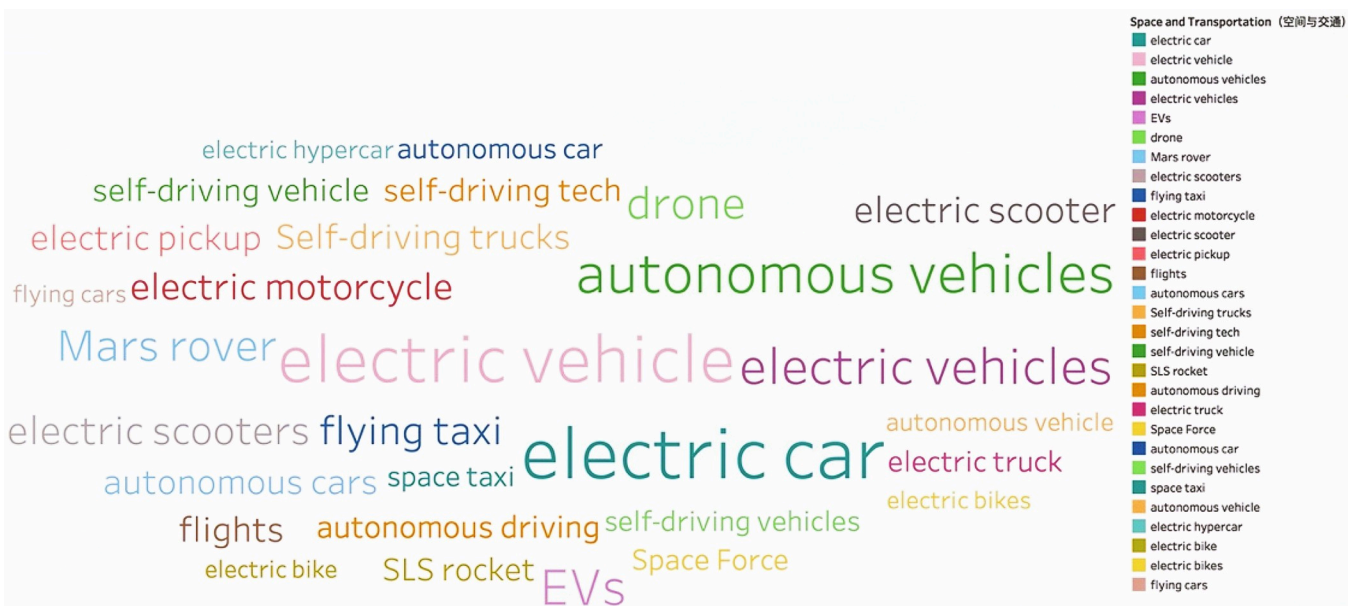 electric hypercar autonomous car
self-driving vehicle self-driving tech
drone electric scooter
electric pickup Self-driving trucks
autonomous vehicles
flying cars electric motorcycle
Mars rover electric vehicle electric vehicles
electric scooters flying taxi autonomous vehicle
electric car electric truck
autonomous cars space taxi electric bikes
flights autonomous driving self-driving vehicles
electric bike SLS rocket Space Force
EVs
Space and Transportation（空间与交通）
electric car
electric vehicle
autonomous vehicles
electric vehicles
EVs
drone
Mars rover
electric scooters
flying taxi
electric motorcycle
electric scooter
electric pickup
flights
autonomous cars
Self-driving trucks
self-driving tech
self-driving vehicle
SLS rocket
autonomous driving
electric truck
Space Force
autonomous car
self-driving vehicles
space taxi
autonomous vehicle
electric hypercar
electric bike
electric bikes
flying cars